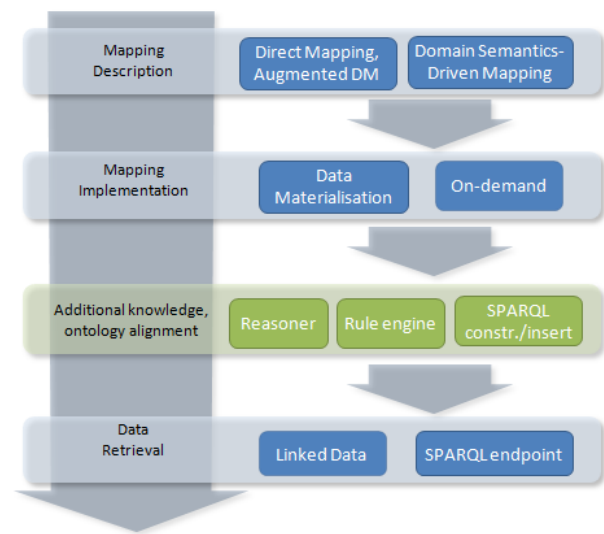 Mapping
Description
Direct Mapping,
Augmented DM
Domain Semantics-
Driven Mapping
Mapping
Implementation
Data
Materialisation
On-demand
Additional knowledge,
ontology alignment
Reasoner
Rule engine
SPARQL
constr./insert
Data
Retrieval
Linked Data
SPARQL endpoint